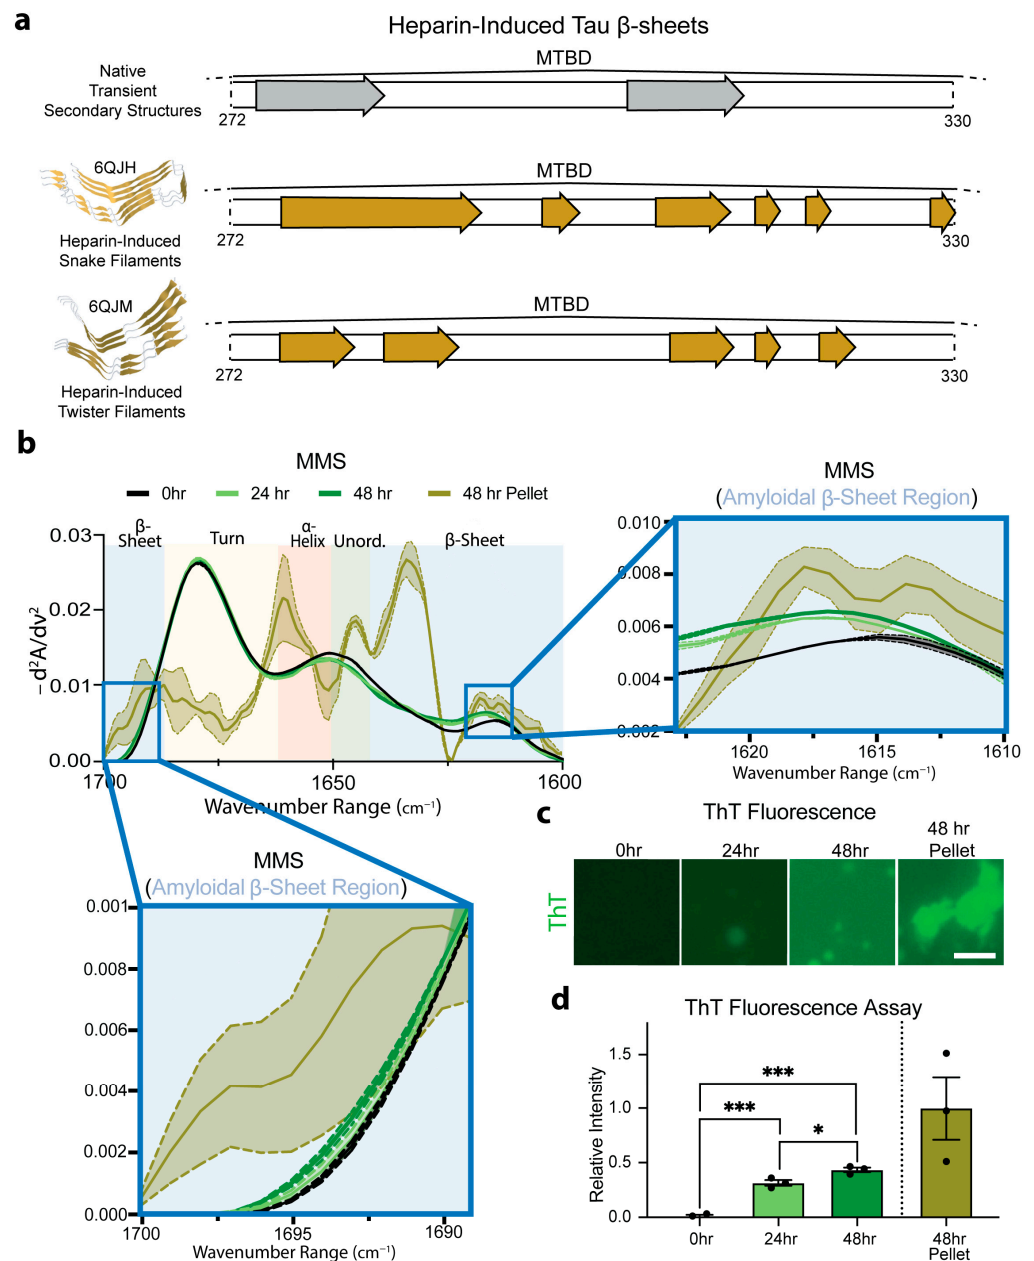 a
Heparin-Induced Tau β-sheets
Native
Transient
Secondary Structures
MTBD
272
330
6QJH
Heparin-Induced
Snake Filaments
MTBD
272
330
6QJM
Heparin-Induced
Twister Filaments
MTBD
272
330
b
MMS
0hr
24 hr
48 hr
48 hr Pellet
β-
Sheet
Turn
α-
Helix
Unord.
β-Sheet
−d²A/dv²
0.03
0.02
0.01
0.00
1700
1650
1600
Wavenumber Range (cm⁻¹)
MMS
(Amyloidal β-Sheet Region)
0.010
0.008
0.006
0.004
0.002
1620
1615
1610
Wavenumber Range (cm⁻¹)
MMS
(Amyloidal β-Sheet Region)
0.001
0.008
0.006
0.004
0.002
0.000
1700
1695
1690
Wavenumber Range (cm⁻¹)
c
ThT Fluorescence
0hr
24hr
48hr
48 hr
Pellet
ThT
d
ThT Fluorescence Assay
Relative Intensity
1.5
1.0
0.5
0.0
***
***
*
0hr
24hr
48hr
48hr
Pellet